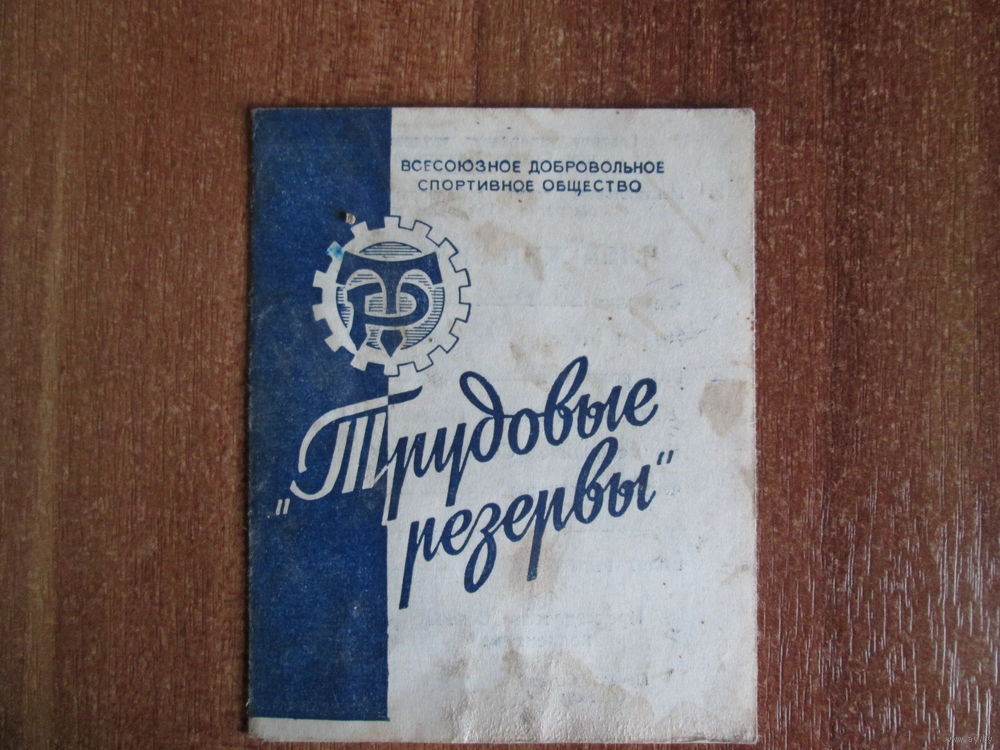 ВСЕСОЮЗНОЕ ДОБРОВОЛЬНОЕ
СПОРТИВНОЕ ОБЩЕСТВО
„Трудовые
резервы"